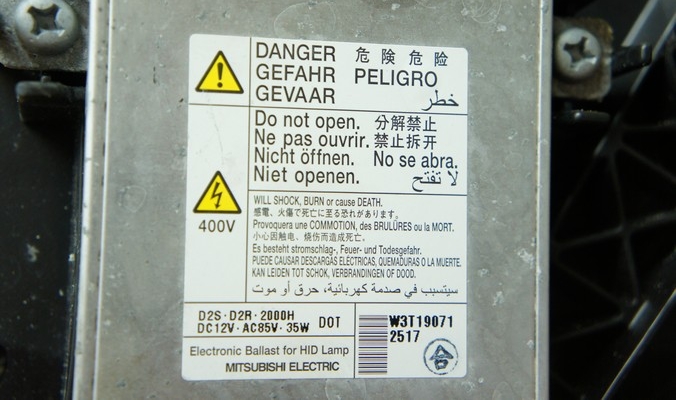 DANGER 危険 危险
GEFAHR PELIGRO
GEVAAR خطر
Do not open. 分解禁止
Ne pas ouvrir. 禁止拆开
Nicht öffnen. No se abra.
Niet openen. لا تفتح
400V
WILL SHOCK, BURN or cause DEATH.
感電、火傷で死亡に至る恐れがあります。
Provoquera une COMMOTION, des BRULÛRES ou la MORT.
小心因触电、烧伤而造成死亡。
Es besteht stromschlag-, Feuer- und Todesgefahr.
PUEDE CAUSAR DESCARGAS ELÉCTRICAS, QUEMADURAS O LA MUERTE.
KAN LEIDEN TOT SCHOK, VERBRANDINGEN OF DOOD.
سيتسبب في صدمة كهربائية، حرق أو موت
D2S·D2R·2000H
DC12V·AC85V·35W DOT
Electronic Ballast for HID Lamp
MITSUBISHI ELECTRIC
W3T19071
2517
合